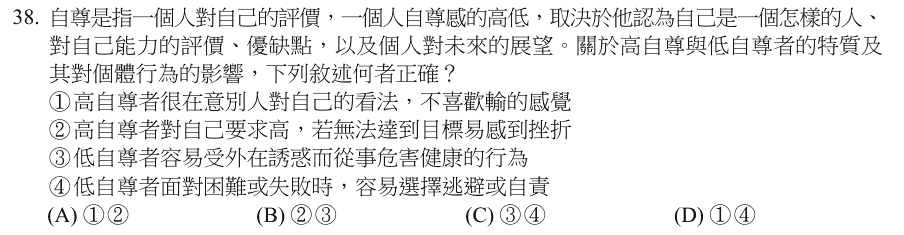 38. 自尊是指一個人對自己的評價，一個人自尊感的高低，取決於他認為自己是一個怎樣的人、
對自己能力的評價、優缺點，以及個人對未來的展望。關於高自尊與低自尊者的特質及
其對個體行為的影響，下列敘述何者正確？
①高自尊者很在意別人對自己的看法，不喜歡輸的感覺
②高自尊者對自己要求高，若無法達到目標易感到挫折
③低自尊者容易受外在誘惑而從事危害健康的行為
④低自尊者面對困難或失敗時，容易選擇逃避或自責
(A) ①② (B) ②③ (C) ③④ (D) ①④